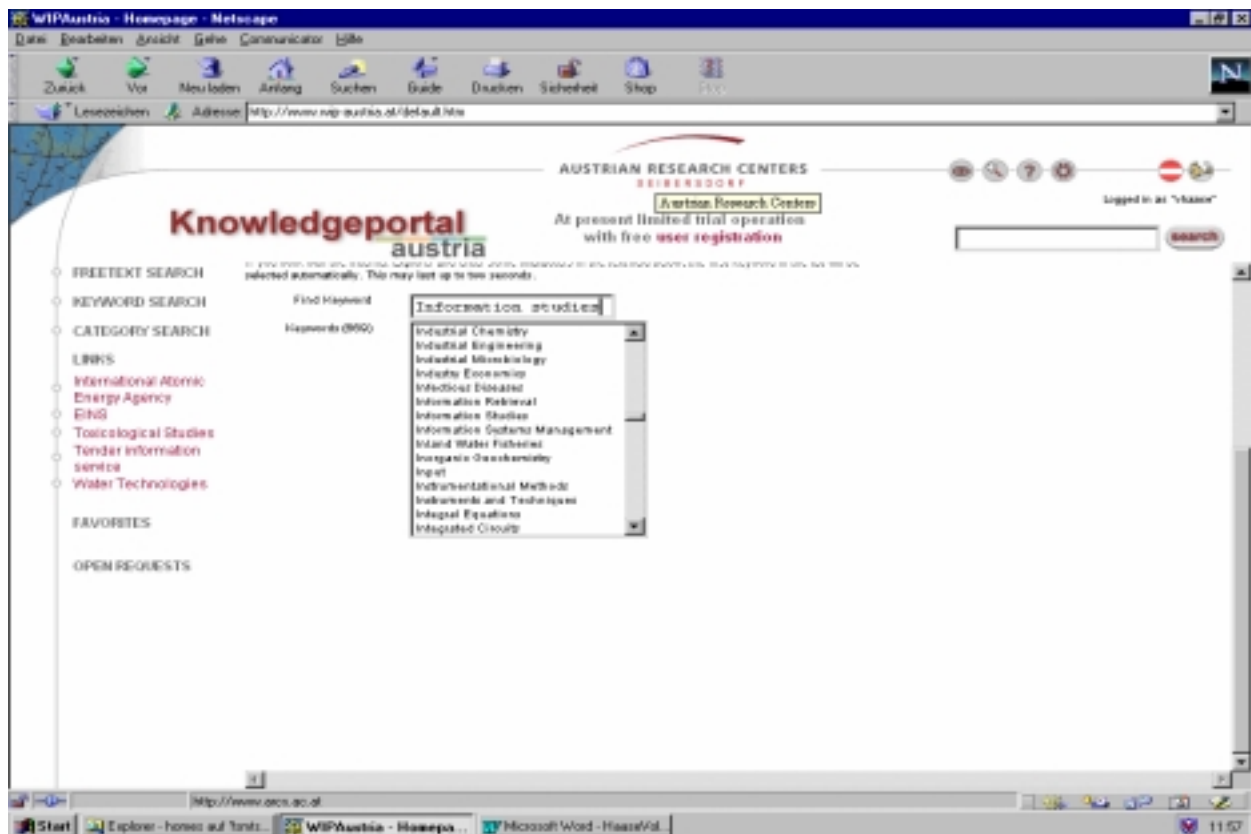 WIPAustria - Homepage - Netscape
Datei Bearbeiten Ansicht Gehe Communicator Hilfe
Zurück Vor Neu laden Anfang Suchen Guide Drucken Sicherheit Shop Stop
Lesezeichen Adresse http://www.wip-austria.at/default.htm
AUSTRIAN RESEARCH CENTERS
SEIBERSDORF
Austrian Research Centers
Logged in as "vhaase"
Knowledgeportal
austria
At present limited trial operation
with free user registration
search
FREETEXT SEARCH
selected automatically. This may last up to two seconds.
KEYWORD SEARCH
Find Keyword
Information studies
CATEGORY SEARCH
Keywords
Industrial Chemistry
Industrial Engineering
Industrial Microbiology
Industry Economics
Infectious Diseases
Information Retrieval
Information Studies
Information Systems Management
Inland Water Fisheries
Inorganic Geochemistry
Input
Instrumentational Methods
Instruments and Techniques
Integral Equations
Integrated Circuits
LINKS
International Atomic
Energy Agency
EINS
Toxicological Studies
Tender information
service
Water Technologies
FAVORITES
OPEN REQUESTS
http://www.arcs.ac.at
Start
Explorer - homes auf
WIPAustria - Homepa...
Microsoft Word - HaaseVol...
11:57